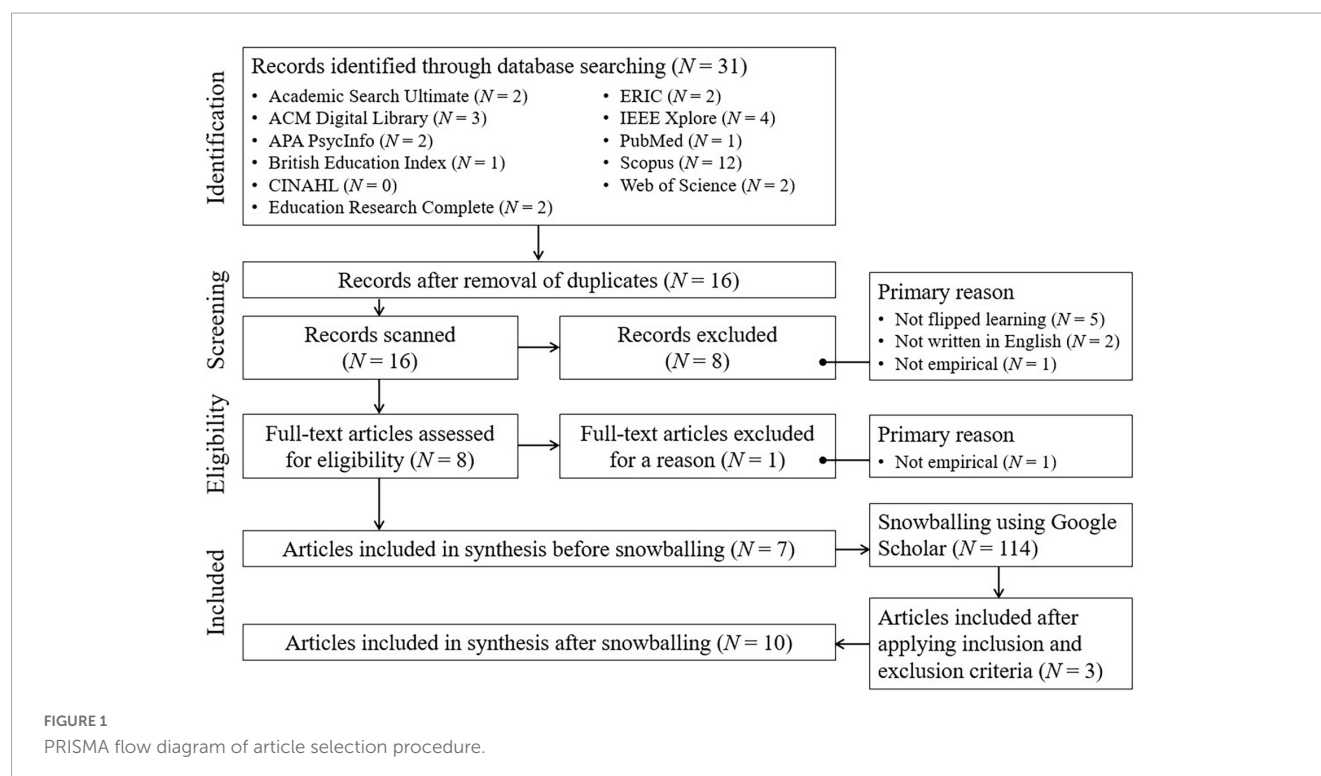 Identification
Records identified through database searching (N = 31)
• Academic Search Ultimate (N = 2)
• ACM Digital Library (N = 3)
• APA PsycInfo (N = 2)
• British Education Index (N = 1)
• CINAHL (N = 0)
• Education Research Complete (N = 2)
• ERIC (N = 2)
• IEEE Xplore (N = 4)
• PubMed (N = 1)
• Scopus (N = 12)
• Web of Science (N = 2)
Screening
Records after removal of duplicates (N = 16)
Records scanned
(N = 16)
Records excluded
(N = 8)
Primary reason
• Not flipped learning (N = 5)
• Not written in English (N = 2)
• Not empirical (N = 1)
Eligibility
Full-text articles assessed
for eligibility (N = 8)
Full-text articles excluded
for a reason (N = 1)
Primary reason
• Not empirical (N = 1)
Included
Articles included in synthesis before snowballing (N = 7)
Snowballing using Google
Scholar (N = 114)
Articles included after
applying inclusion and
exclusion criteria (N = 3)
Articles included in synthesis after snowballing (N = 10)
FIGURE 1
PRISMA flow diagram of article selection procedure.